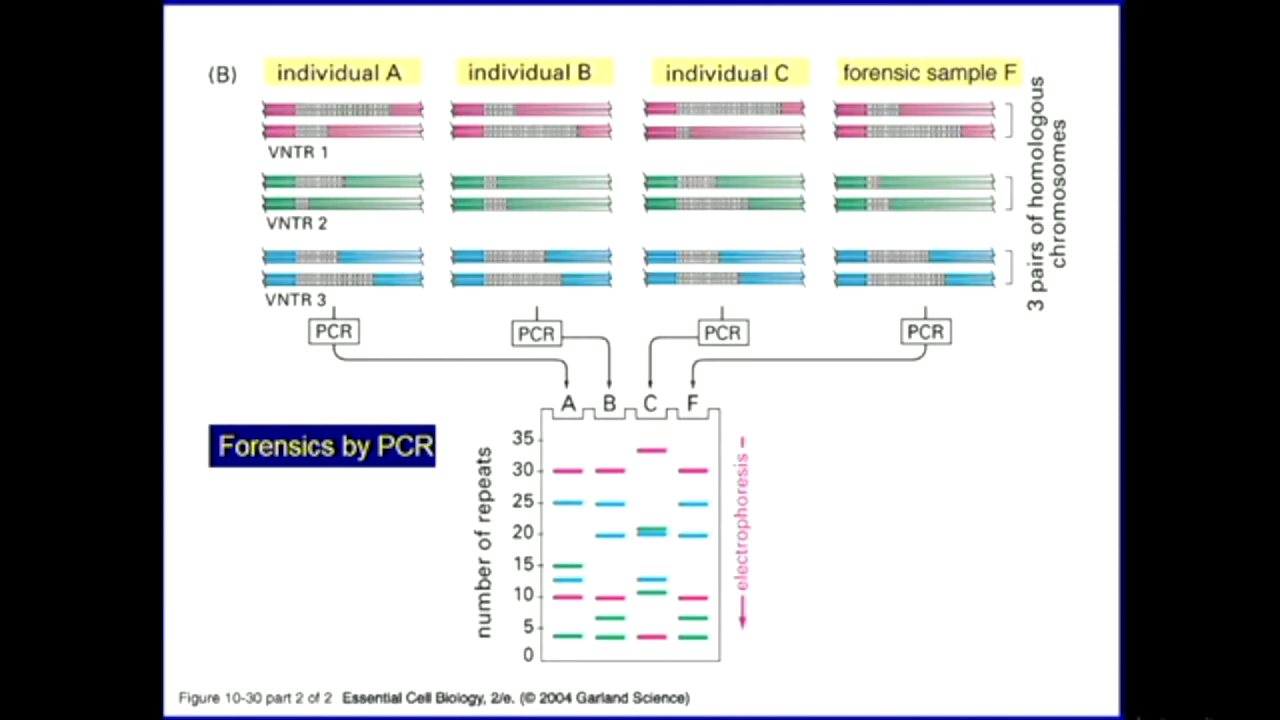 (B)
individual A
individual B
individual C
forensic sample F
VNTR 1
VNTR 2
VNTR 3
3 pairs of homologous
chromosomes
PCR
PCR
PCR
PCR
A
B
C
F
Forensics by PCR
number of repeats
35
30
25
20
15
10
5
0
electrophoresis
Figure 10-30 part 2 of 2 Essential Cell Biology, 2/e. (© 2004 Garland Science)